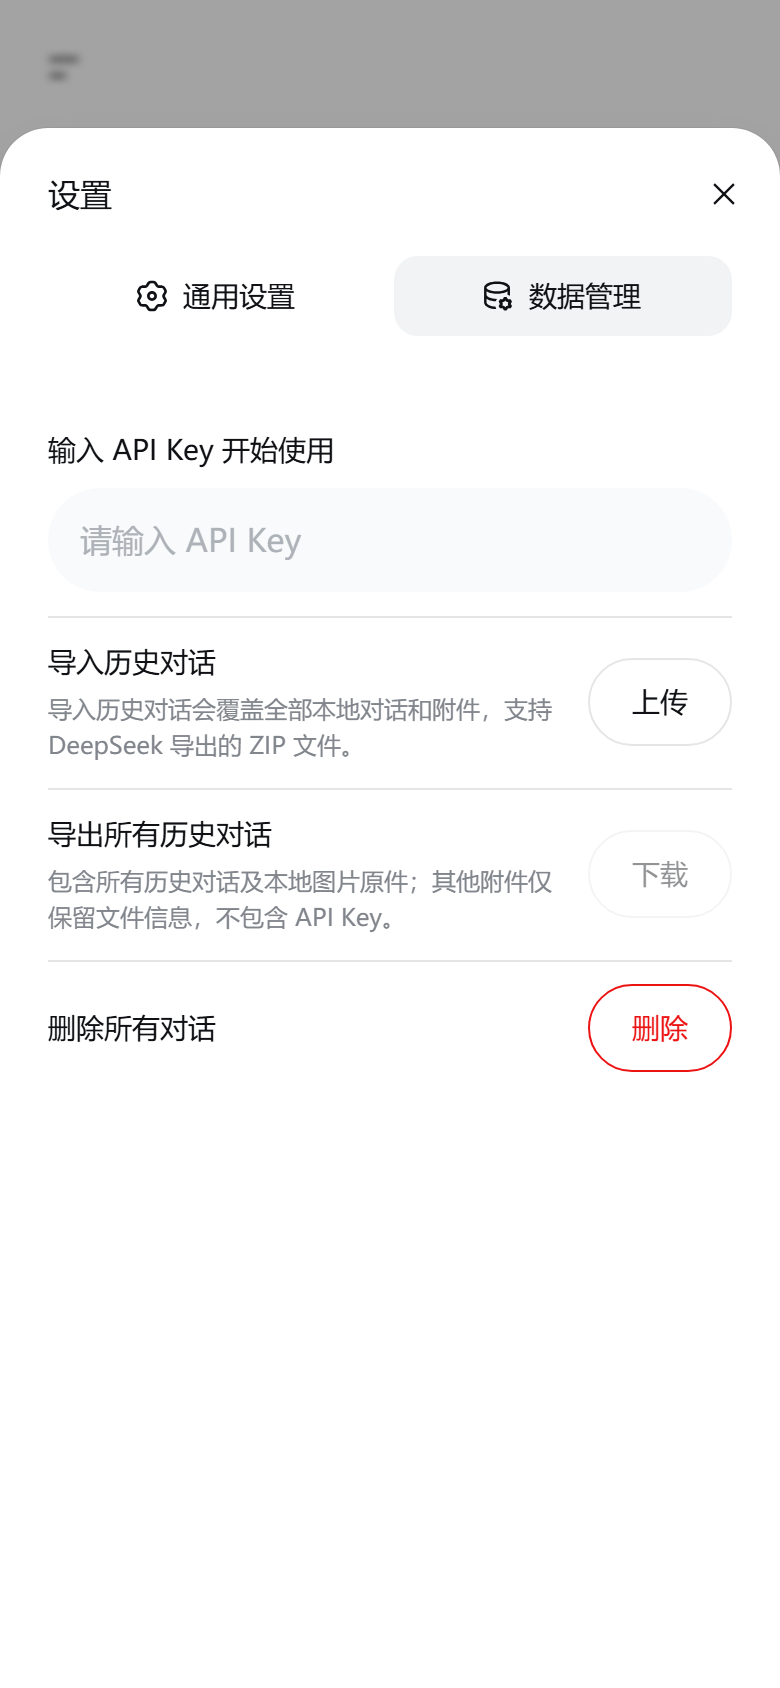 设置
通用设置
数据管理
输入 API Key 开始使用
请输入 API Key
导入历史对话
导入历史对话会覆盖全部本地对话和附件，支持
DeepSeek 导出的 ZIP 文件。
上传
导出所有历史对话
包含所有历史对话及本地图片原件；其他附件仅
保留文件信息，不包含 API Key。
下载
删除所有对话
删除